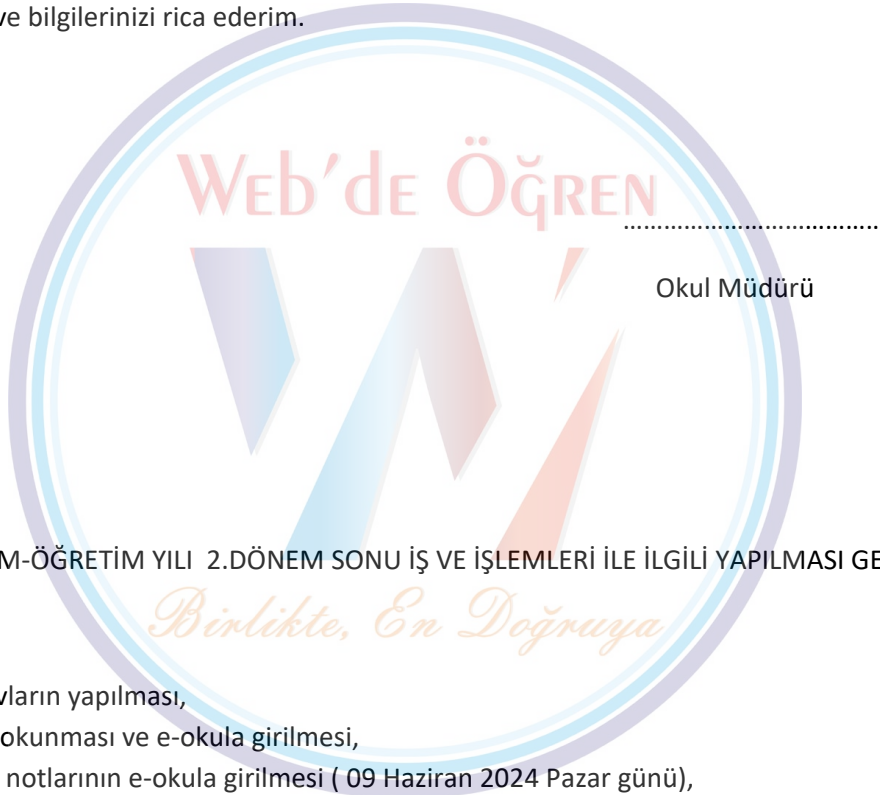 ve bilgilerinizi rica ederim.
Web'de Öğren
………………………………………
Okul Müdürü
M-ÖĞRETİM YILI 2.DÖNEM SONU İŞ VE İŞLEMLERİ İLE İLGİLİ YAPILMASI GE
Birlikte, En Doğruya
vların yapılması,
okunması ve e-okula girilmesi,
notlarının e-okula girilmesi ( 09 Haziran 2024 Pazar günü),